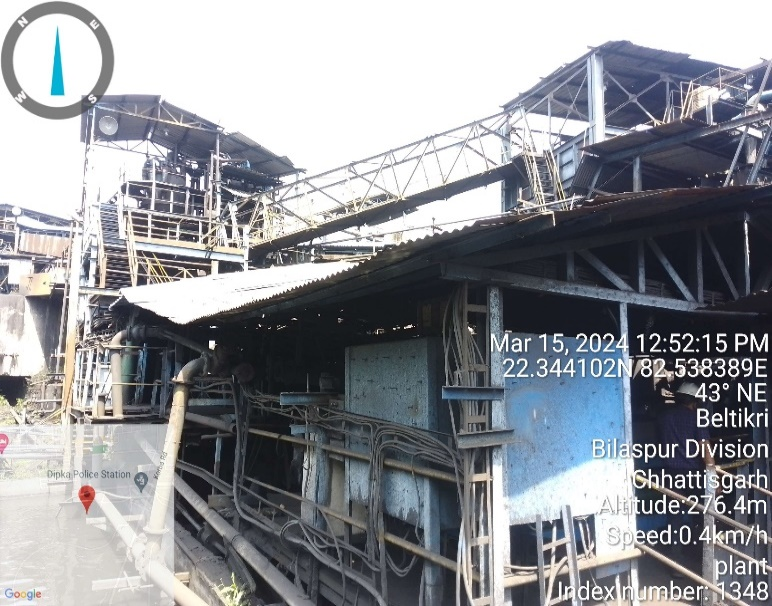 N
E
W
S
Mar 15, 2024 12:52:15 PM
22.344102N 82.538389E
43° NE
Beltikri
Bilaspur Division
Chhattisgarh
Altitude:276.4m
Speed:0.4km/h
plant
Index number: 1348
Dipka Police Station
Google